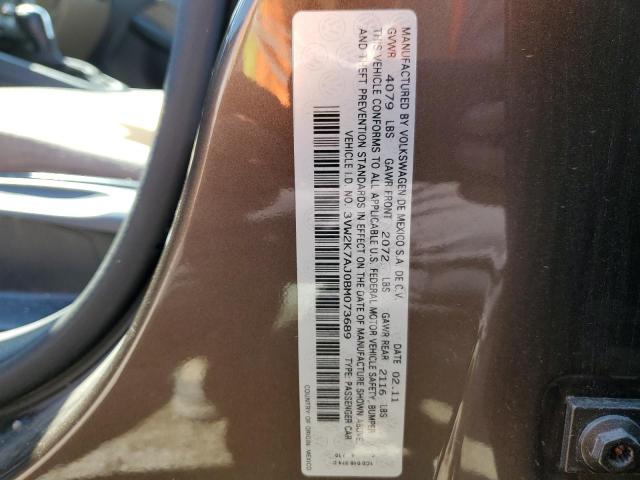 MANUFACTURED BY VOLKSWAGEN DE MEXICO S.A. DE C.V. DATE 02.11
GVWR 4079 LBS GAWR FRONT 2072 LBS GAWR REAR 2116 LBS
THIS VEHICLE CONFORMS TO ALL APPLICABLE U.S. FEDERAL MOTOR VEHICLE SAFETY, BUMPER
AND THEFT PREVENTION STANDARDS IN EFFECT ON THE DATE OF MANUFACTURE SHOWN ABOVE.
VEHICLE I.D. NO. 3VW2K7AJ0BM073689 TYPE: PASSENGER CAR
COUNTRY OF ORIGIN: MEXICO